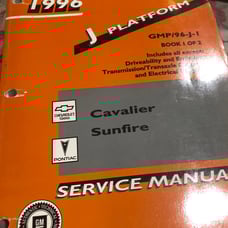 1996
J PLATFORM
GMP/96-J-1
BOOK 1 OF 2
Includes all except
Driveability and
Transmission/Transaxle
and Electrical
CHEVROLET
Cavalier
Sunfire
PONTIAC
SERVICE MANUAL
GM